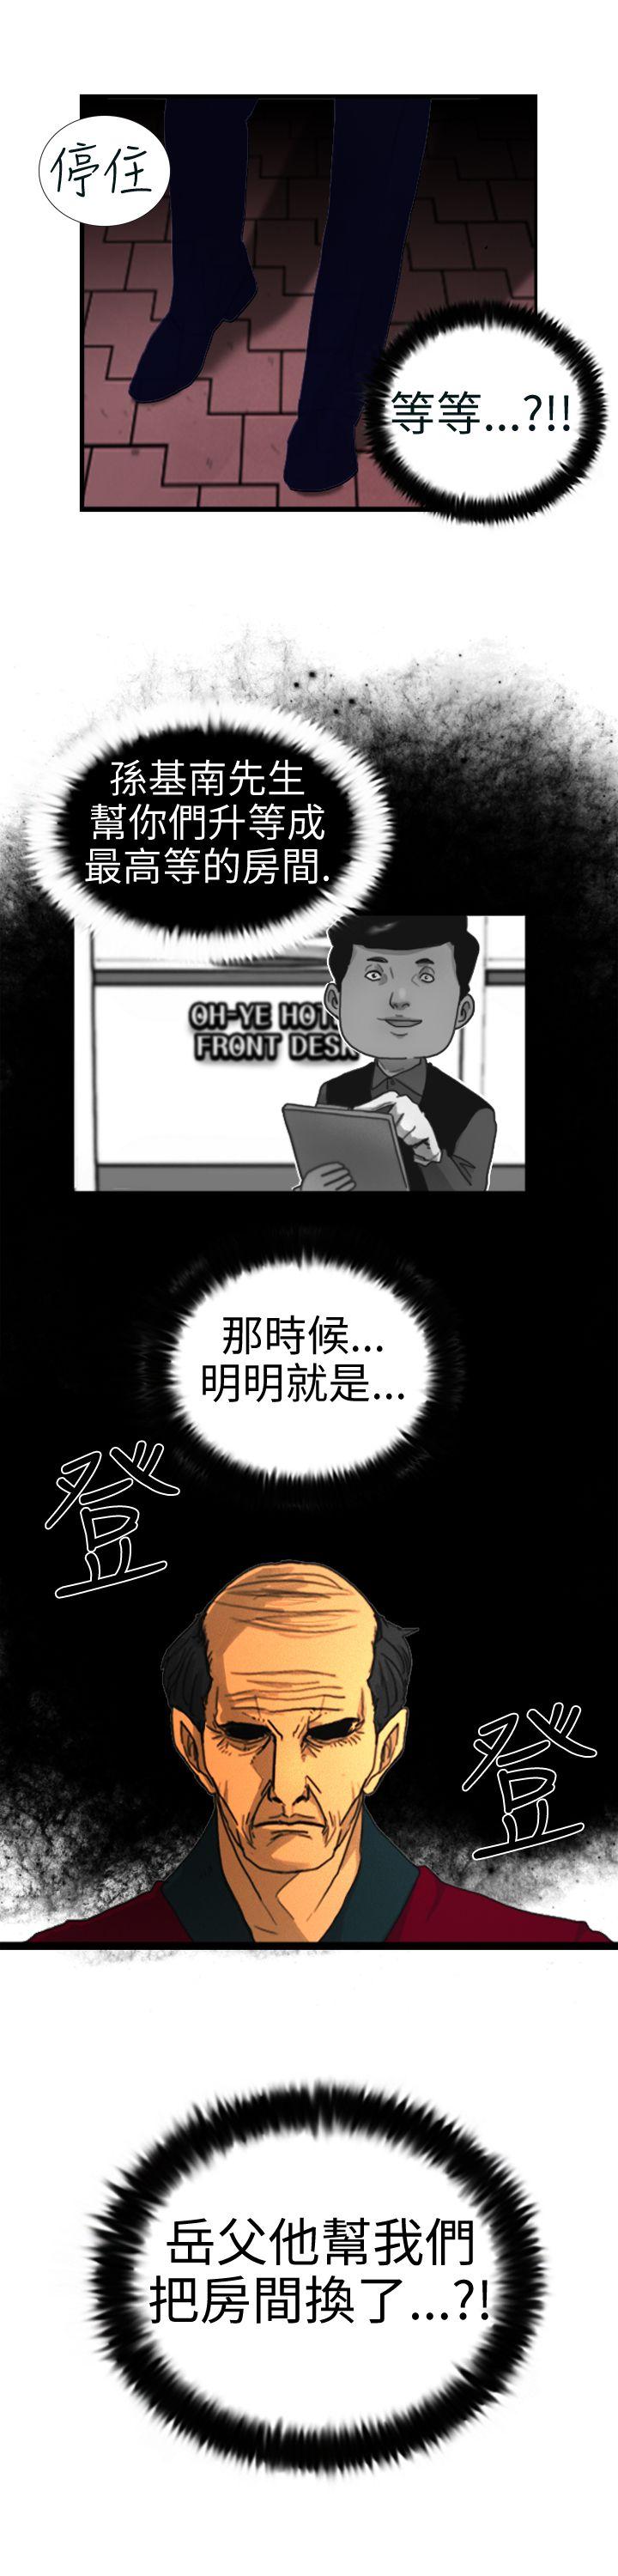 停住
等等...?!!
孫基南先生
幫你們升等成
最高等的房間.
OH-YE HOT
FRONT DESK
那時候...
明明就是...
登
登
岳父他幫我們
把房間換了...?!